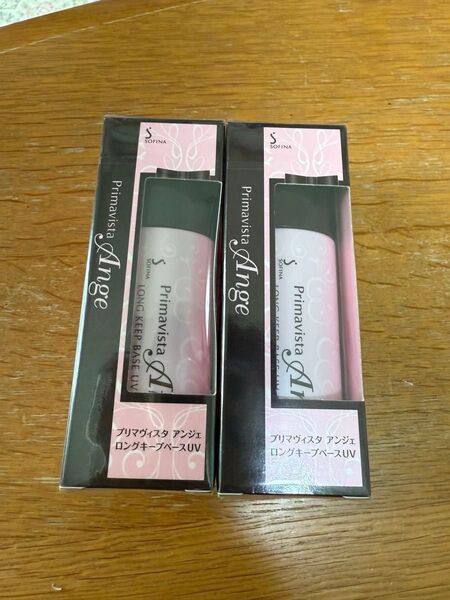 SOFINA
Primavista
Ange
SOFINA
Primavista
LONG KEEP BASE UV
プリマヴィスタ アンジェ
ロングキープベースUV
SOFINA
Primavista
Ange
SOFINA
Primavista
An
LONG KEEP BASE UV
プリマヴィスタ アンジェ
ロングキープベースUV